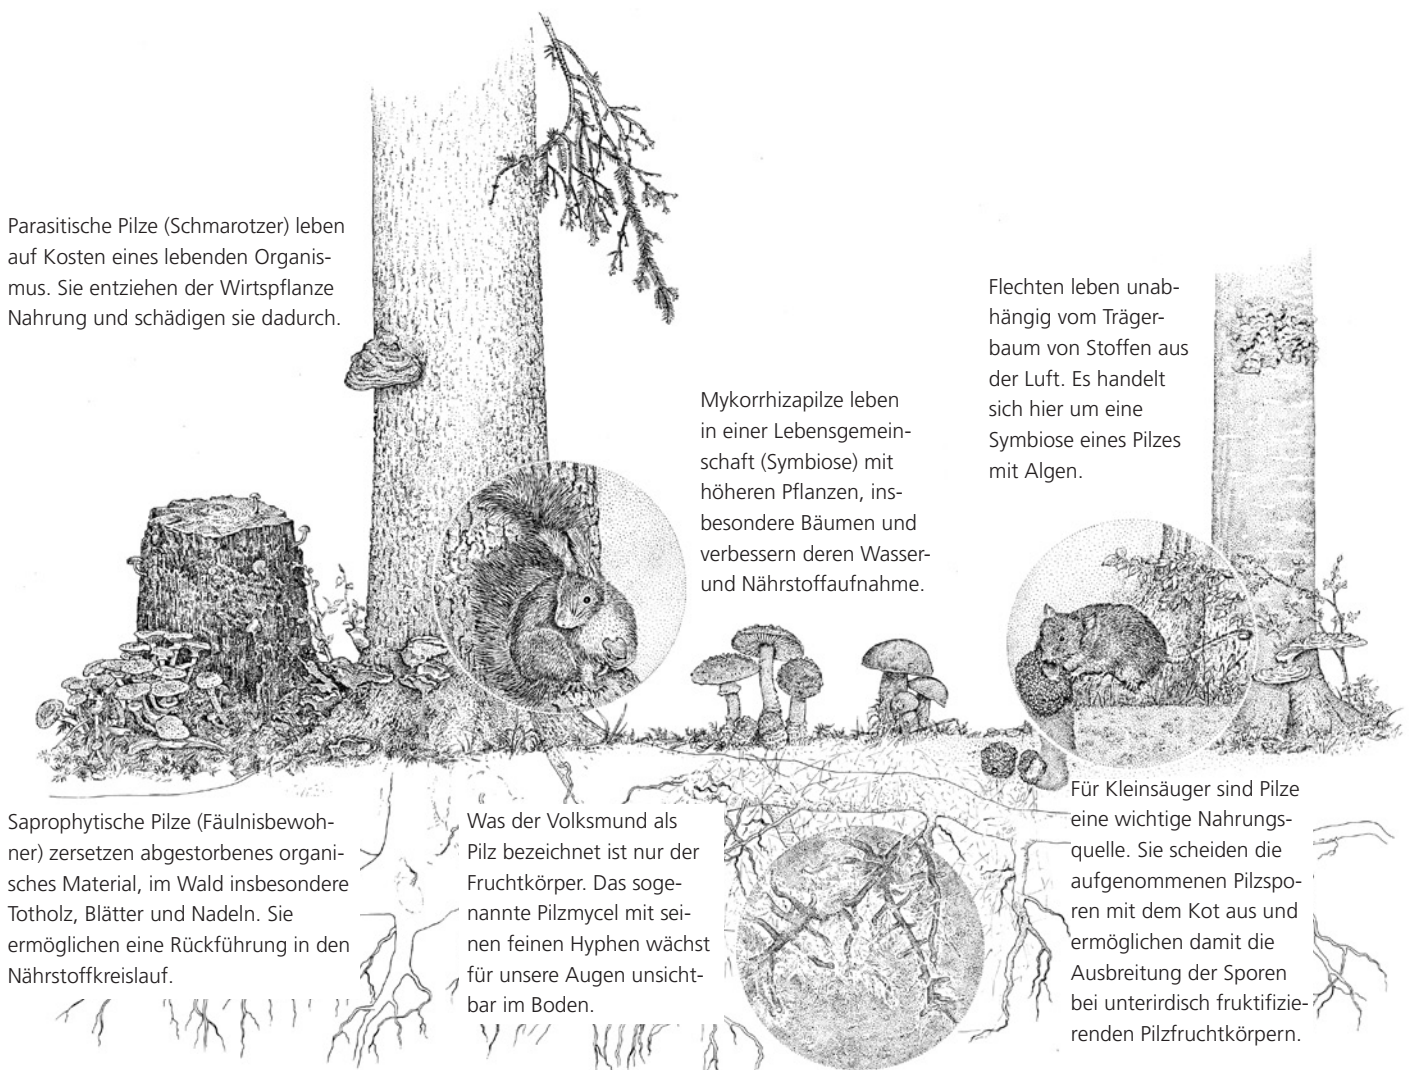 Parasitische Pilze (Schmarotzer) leben
auf Kosten eines lebenden Organis-
mus. Sie entziehen der Wirtspflanze
Nahrung und schädigen sie dadurch.
Flechten leben unab-
hängig vom Träger-
baum von Stoffen aus
der Luft. Es handelt
sich hier um eine
Symbiose eines Pilzes
mit Algen.
Mykorrhizapilze leben
in einer Lebensgemein-
schaft (Symbiose) mit
höheren Pflanzen, ins-
besondere Bäumen und
verbessern deren Wasser-
und Nährstoffaufnahme.
Saprophytische Pilze (Fäulnisbewoh-
ner) zersetzen abgestorbenes organi-
sches Material, im Wald insbesondere
Totholz, Blätter und Nadeln. Sie
ermöglichen eine Rückführung in den
Nährstoffkreislauf.
Was der Volksmund als
Pilz bezeichnet ist nur der
Fruchtkörper. Das soge-
nannte Pilzmycel mit sei-
nen feinen Hyphen wächst
für unsere Augen unsicht-
bar im Boden.
Für Kleinsäuger sind Pilze
eine wichtige Nahrungs-
quelle. Sie scheiden die
aufgenommenen Pilzspo-
ren mit dem Kot aus und
ermöglichen damit die
Ausbreitung der Sporen
bei unterirdisch fruktifizie-
renden Pilzfruchtkörpern.